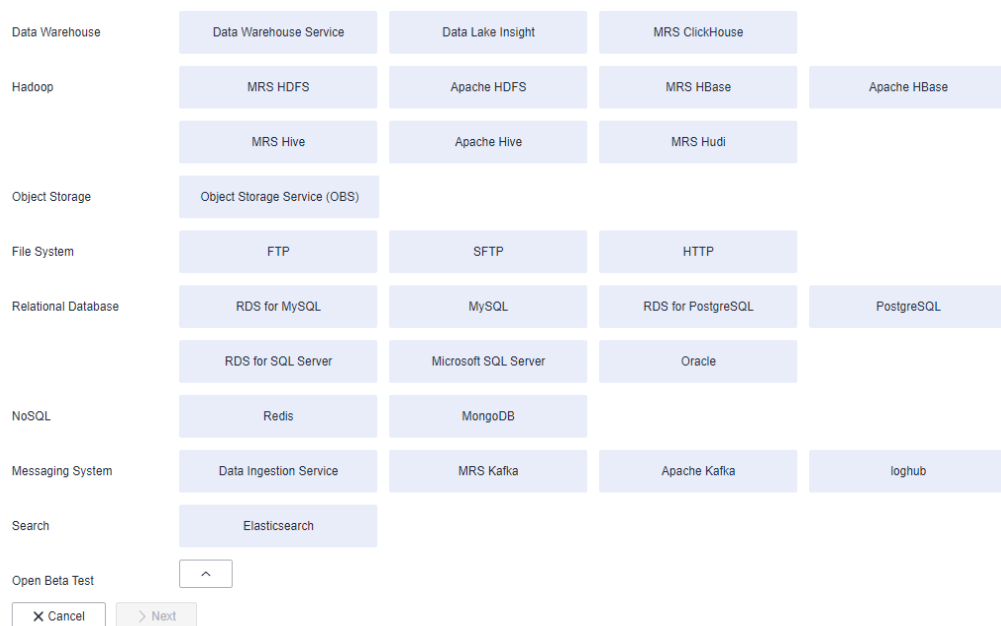 Data Warehouse Data Warehouse Service Data Lake Insight MRS ClickHouse
Hadoop MRS HDFS Apache HDFS MRS HBase Apache HBase
MRS Hive Apache Hive MRS Hudi
Object Storage Object Storage Service (OBS)
File System FTP SFTP HTTP
Relational Database RDS for MySQL MySQL RDS for PostgreSQL PostgreSQL
RDS for SQL Server Microsoft SQL Server Oracle
NoSQL Redis MongoDB
Messaging System Data Ingestion Service MRS Kafka Apache Kafka loghub
Search Elasticsearch
Open Beta Test
Cancel Next